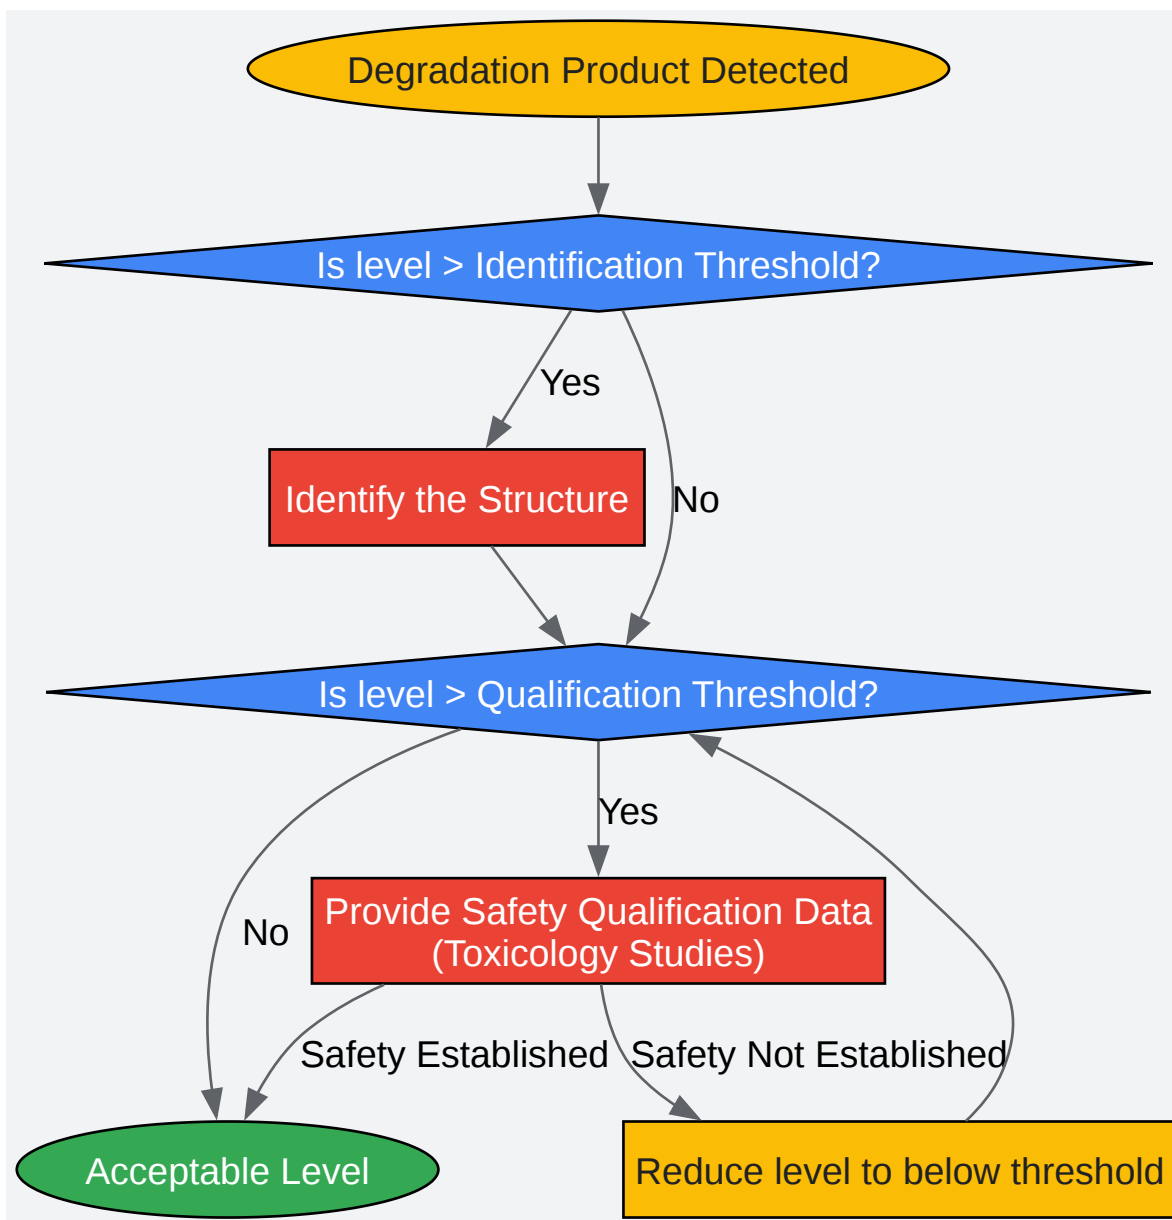 Degradation Product Detected
Is level > Identification Threshold?
Yes
Identify the Structure
No
Is level > Qualification Threshold?
Yes
Provide Safety Qualification Data
(Toxicology Studies)
No
Safety Established
Safety Not Established
Acceptable Level
Reduce level to below threshold